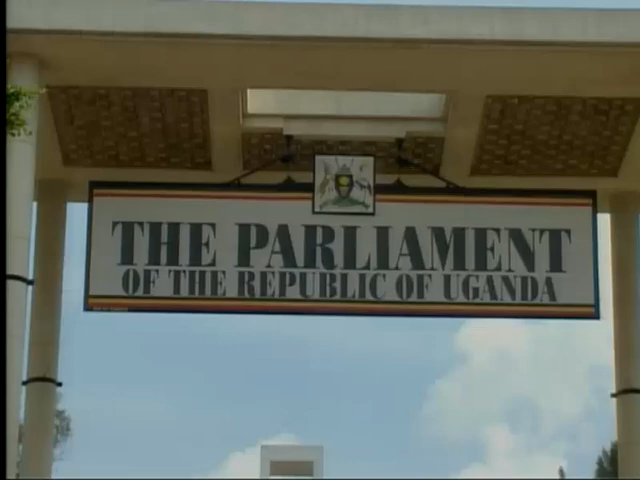 THE PARLIAMENT
OF THE REPUBLIC OF UGANDA